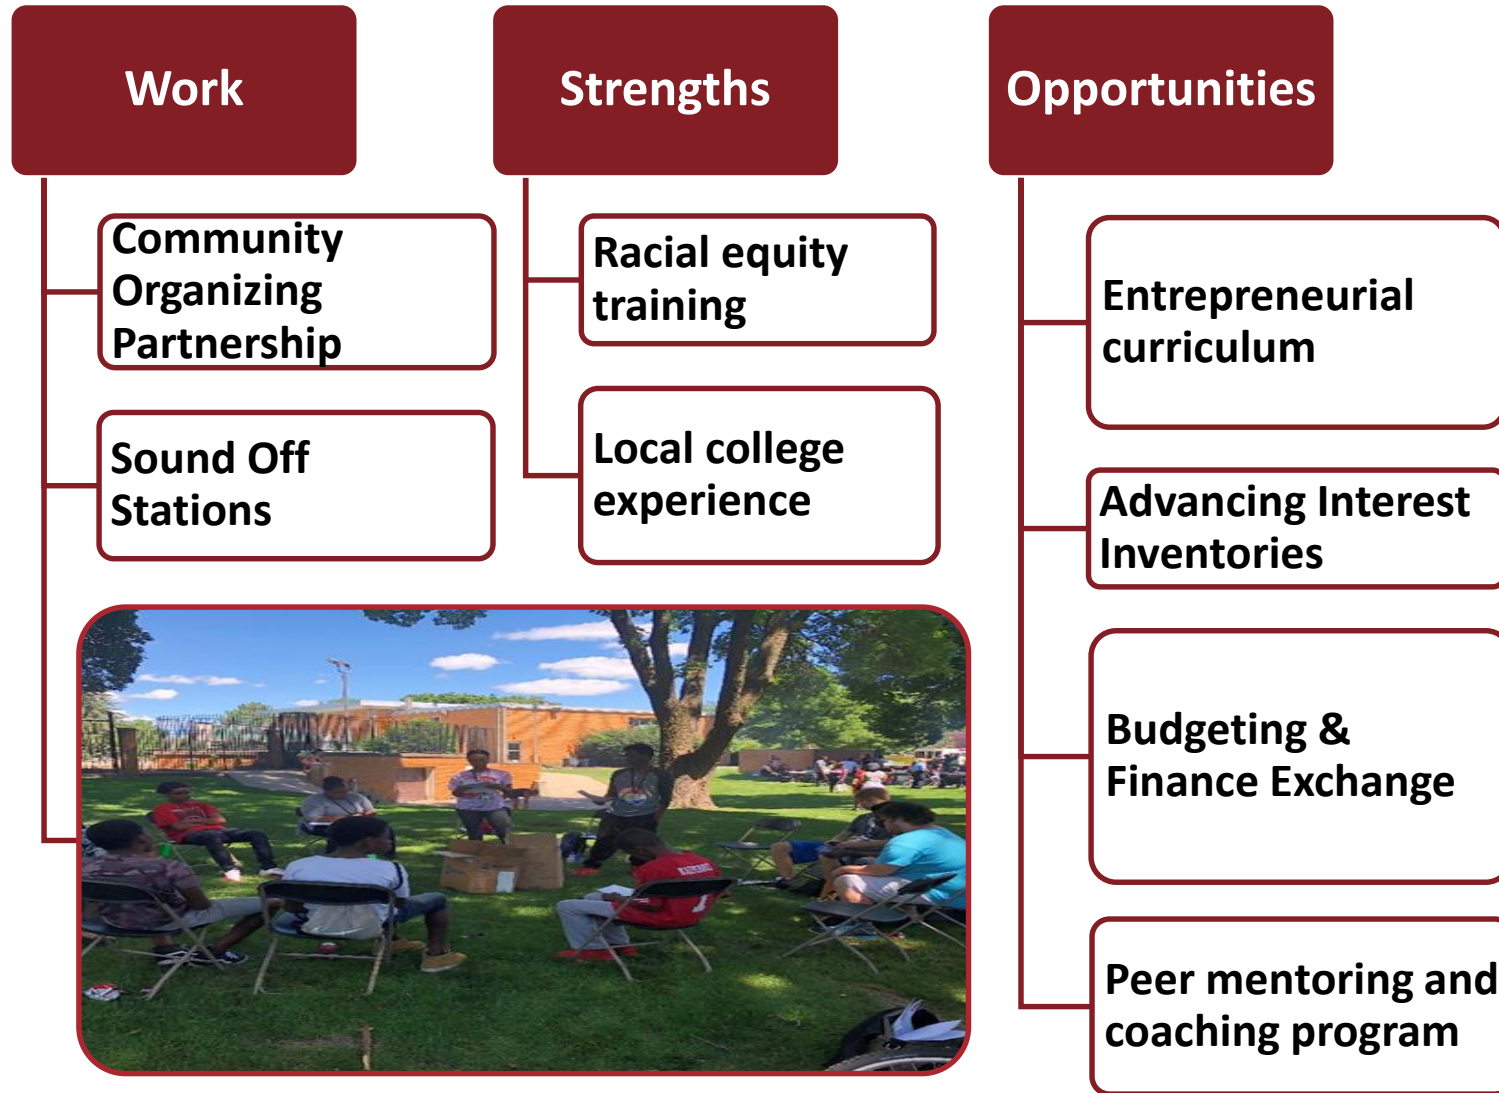 Work
Community
Organizing
Partnership
Sound Off
Stations
Strengths
Racial equity
training
Local college
experience
Opportunities
Entrepreneurial
curriculum
Advancing Interest
Inventories
Budgeting &
Finance Exchange
Peer mentoring and
coaching program